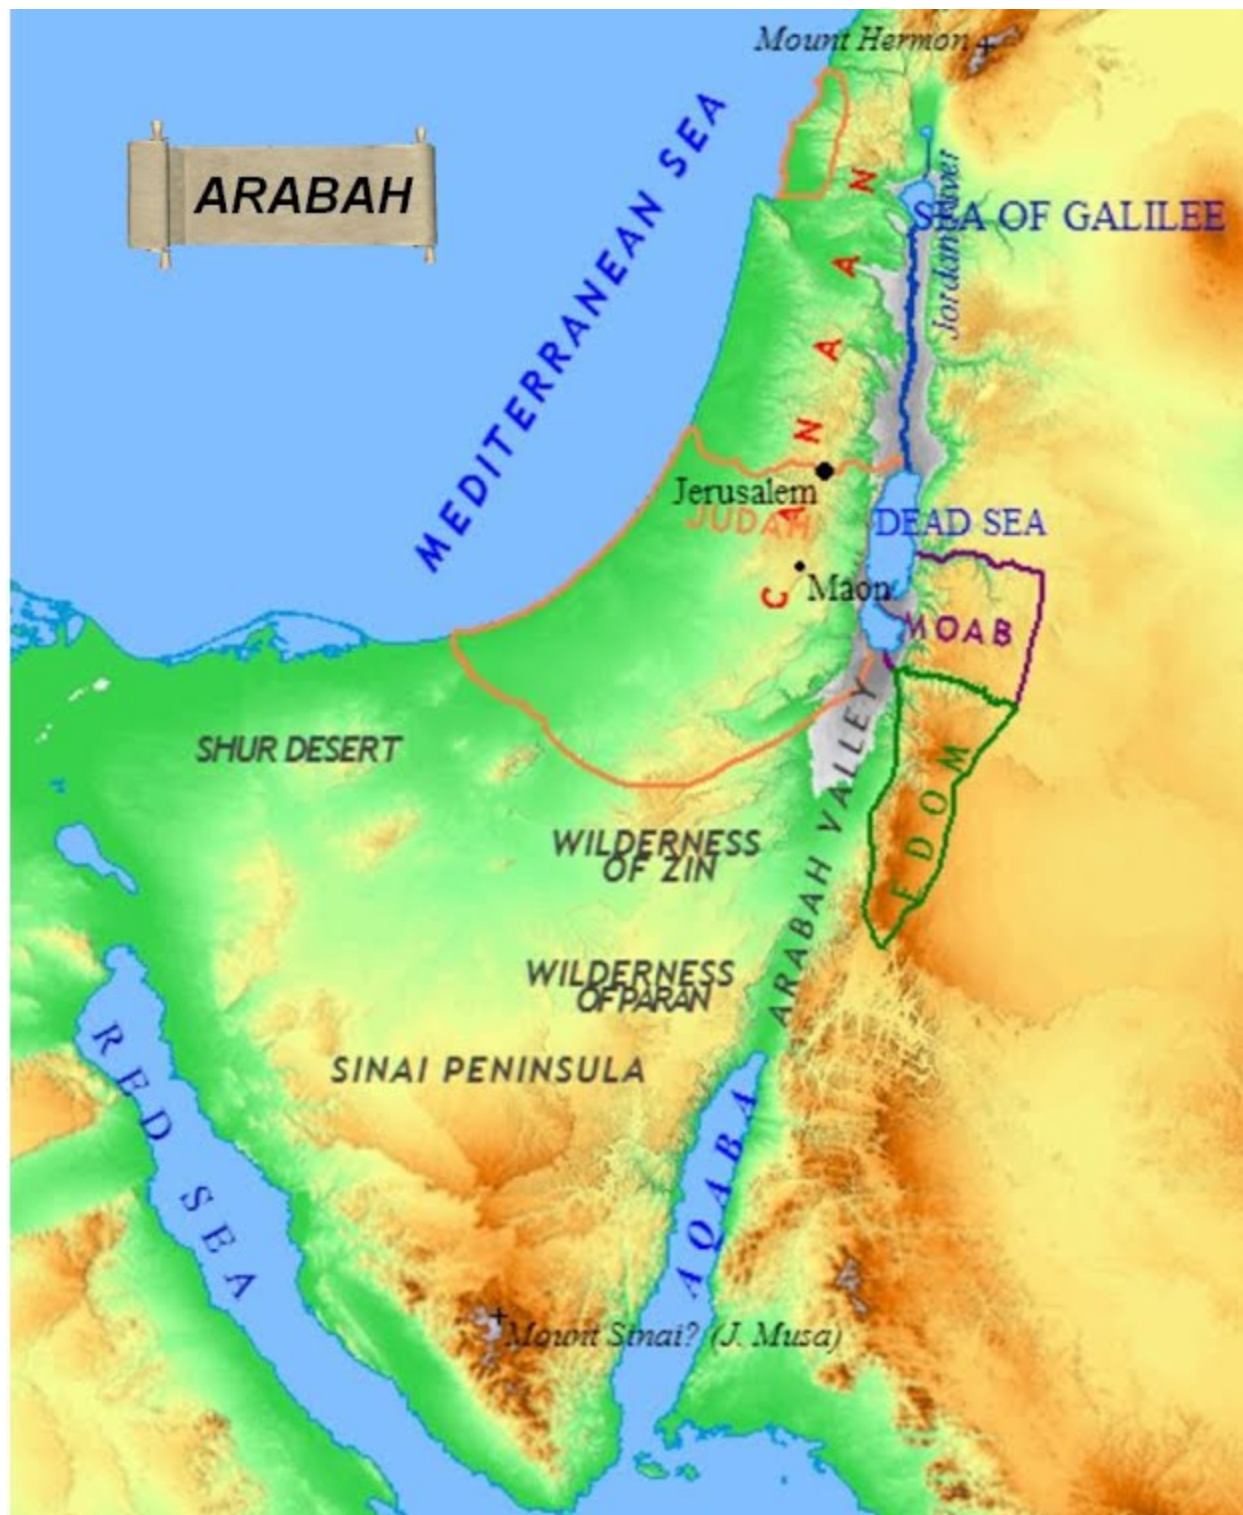 Mount Hermon
ARABAH
MEDITERRANEAN SEA
CANAAN
SEA OF GALILEE
Jordan River
Jerusalem
JUDAH
DEAD SEA
Maon
MOAB
SHUR DESERT
ARABAH VALLEY
EDOM
WILDERNESS
OF ZIN
WILDERNESS
OF PARAN
SINAI PENINSULA
RED SEA
AQABA
Mount Sinai? (J. Musa)